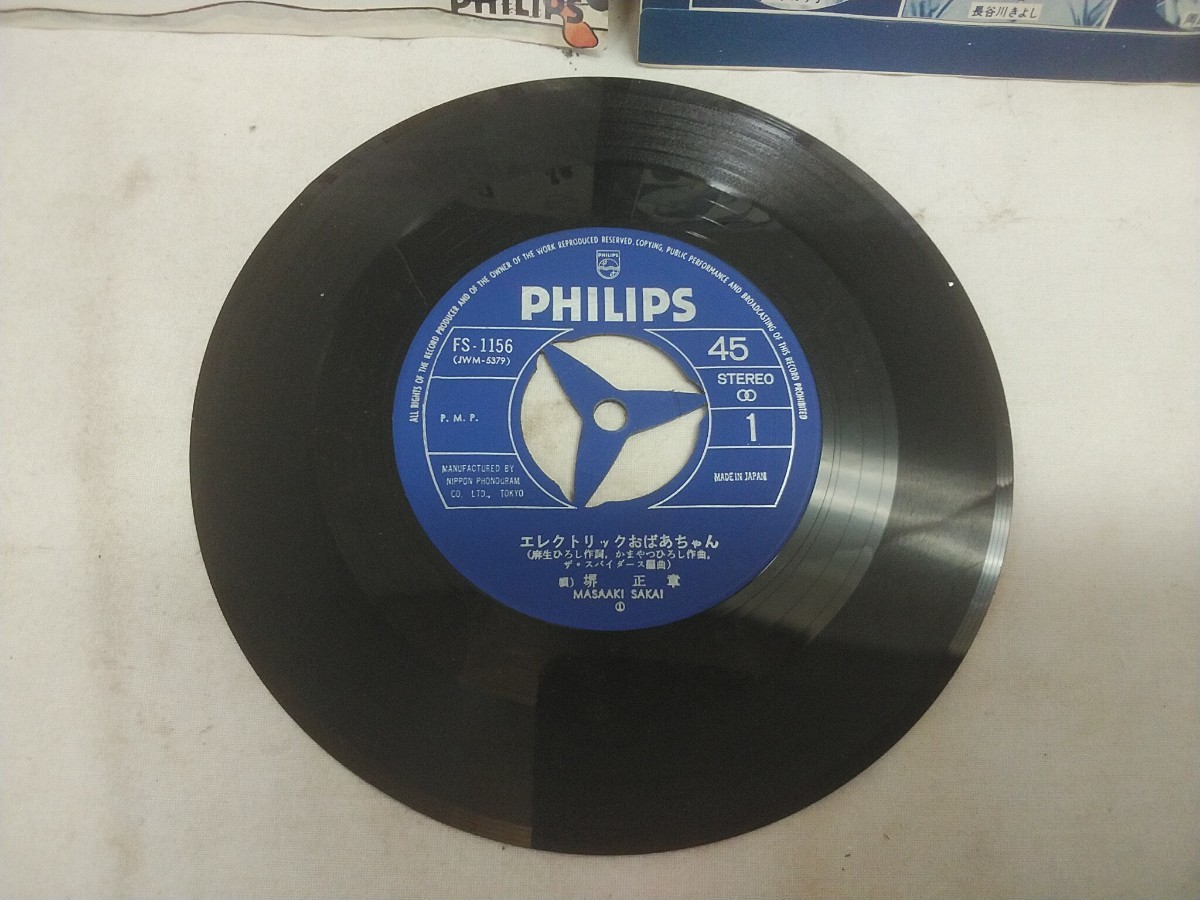 PHILIPS
長谷川きよし
ALL RIGHTS OF THE RECORD PRODUCER AND OF THE OWNER OF THE WORK REPRODUCED RESERVED. COPYING, PUBLIC PERFORMANCE AND BROADCASTING OF THIS RECORD PROHIBITED
PHILIPS
PHILIPS
FS-1156
(JWM-5379)
P. M. P.
MANUFACTURED BY
NIPPON PHONOGRAM
CO. LTD., TOKYO
45
STEREO
1
MADE IN JAPAN
エレクトリックおばあちゃん
(麻生ひろし作詞, かまやつひろし作曲,
ザ・スパイダース編曲)
唄) 堺 正 章
MASAAKI SAKAI
①